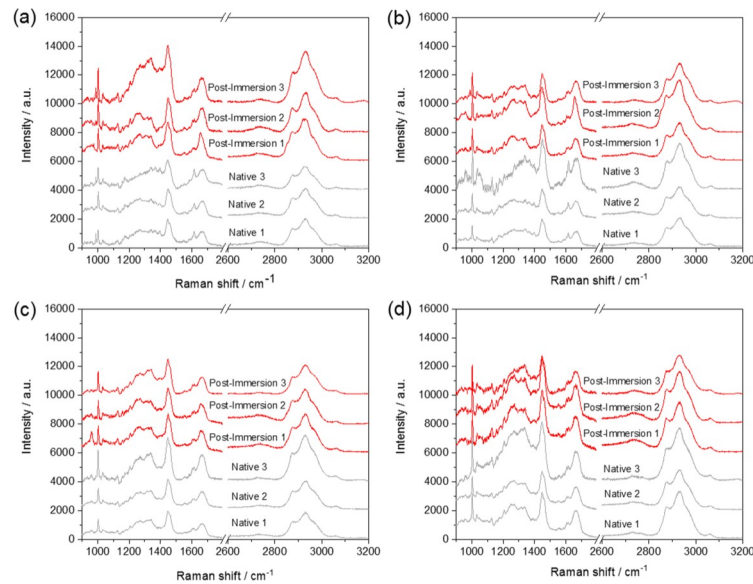 (a)
16000
14000
12000
10000
8000
6000
4000
2000
0
Intensity / a.u.
Post-Immersion 3
Post-Immersion 2
Post-Immersion 1
Native 3
Native 2
Native 1
1000 1200 1400 1600 2600 2800 3000 3200
Raman shift / cm-1
(b)
16000
14000
12000
10000
8000
6000
4000
2000
0
Intensity / a.u.
Post-Immersion 3
Post-Immersion 2
Post-Immersion 1
Native 3
Native 2
Native 1
1000 1200 1400 1600 2600 2800 3000 3200
Raman shift / cm-1
(c)
16000
14000
12000
10000
8000
6000
4000
2000
0
Intensity / a.u.
Post-Immersion 3
Post-Immersion 2
Post-Immersion 1
Native 3
Native 2
Native 1
1000 1200 1400 1600 2600 2800 3000 3200
Raman shift / cm-1
(d)
16000
14000
12000
10000
8000
6000
4000
2000
0
Intensity / a.u.
Post-Immersion 3
Post-Immersion 2
Post-Immersion 1
Native 3
Native 2
Native 1
1000 1200 1400 1600 2600 2800 3000 3200
Raman shift / cm-1